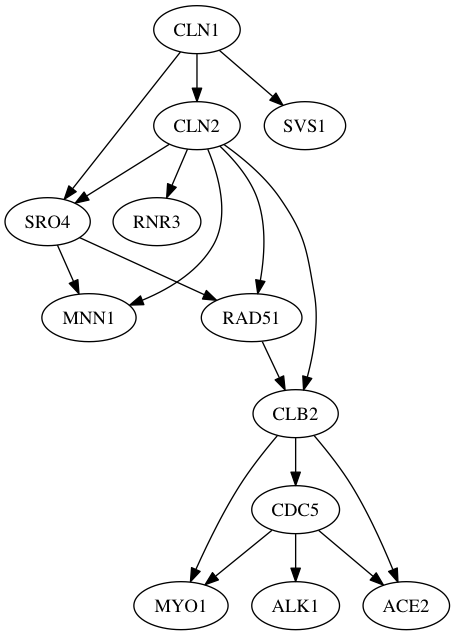 CLN1
CLN2
SVS1
SRO4
RNR3
MNN1
RAD51
CLB2
CDC5
MYO1
ALK1
ACE2